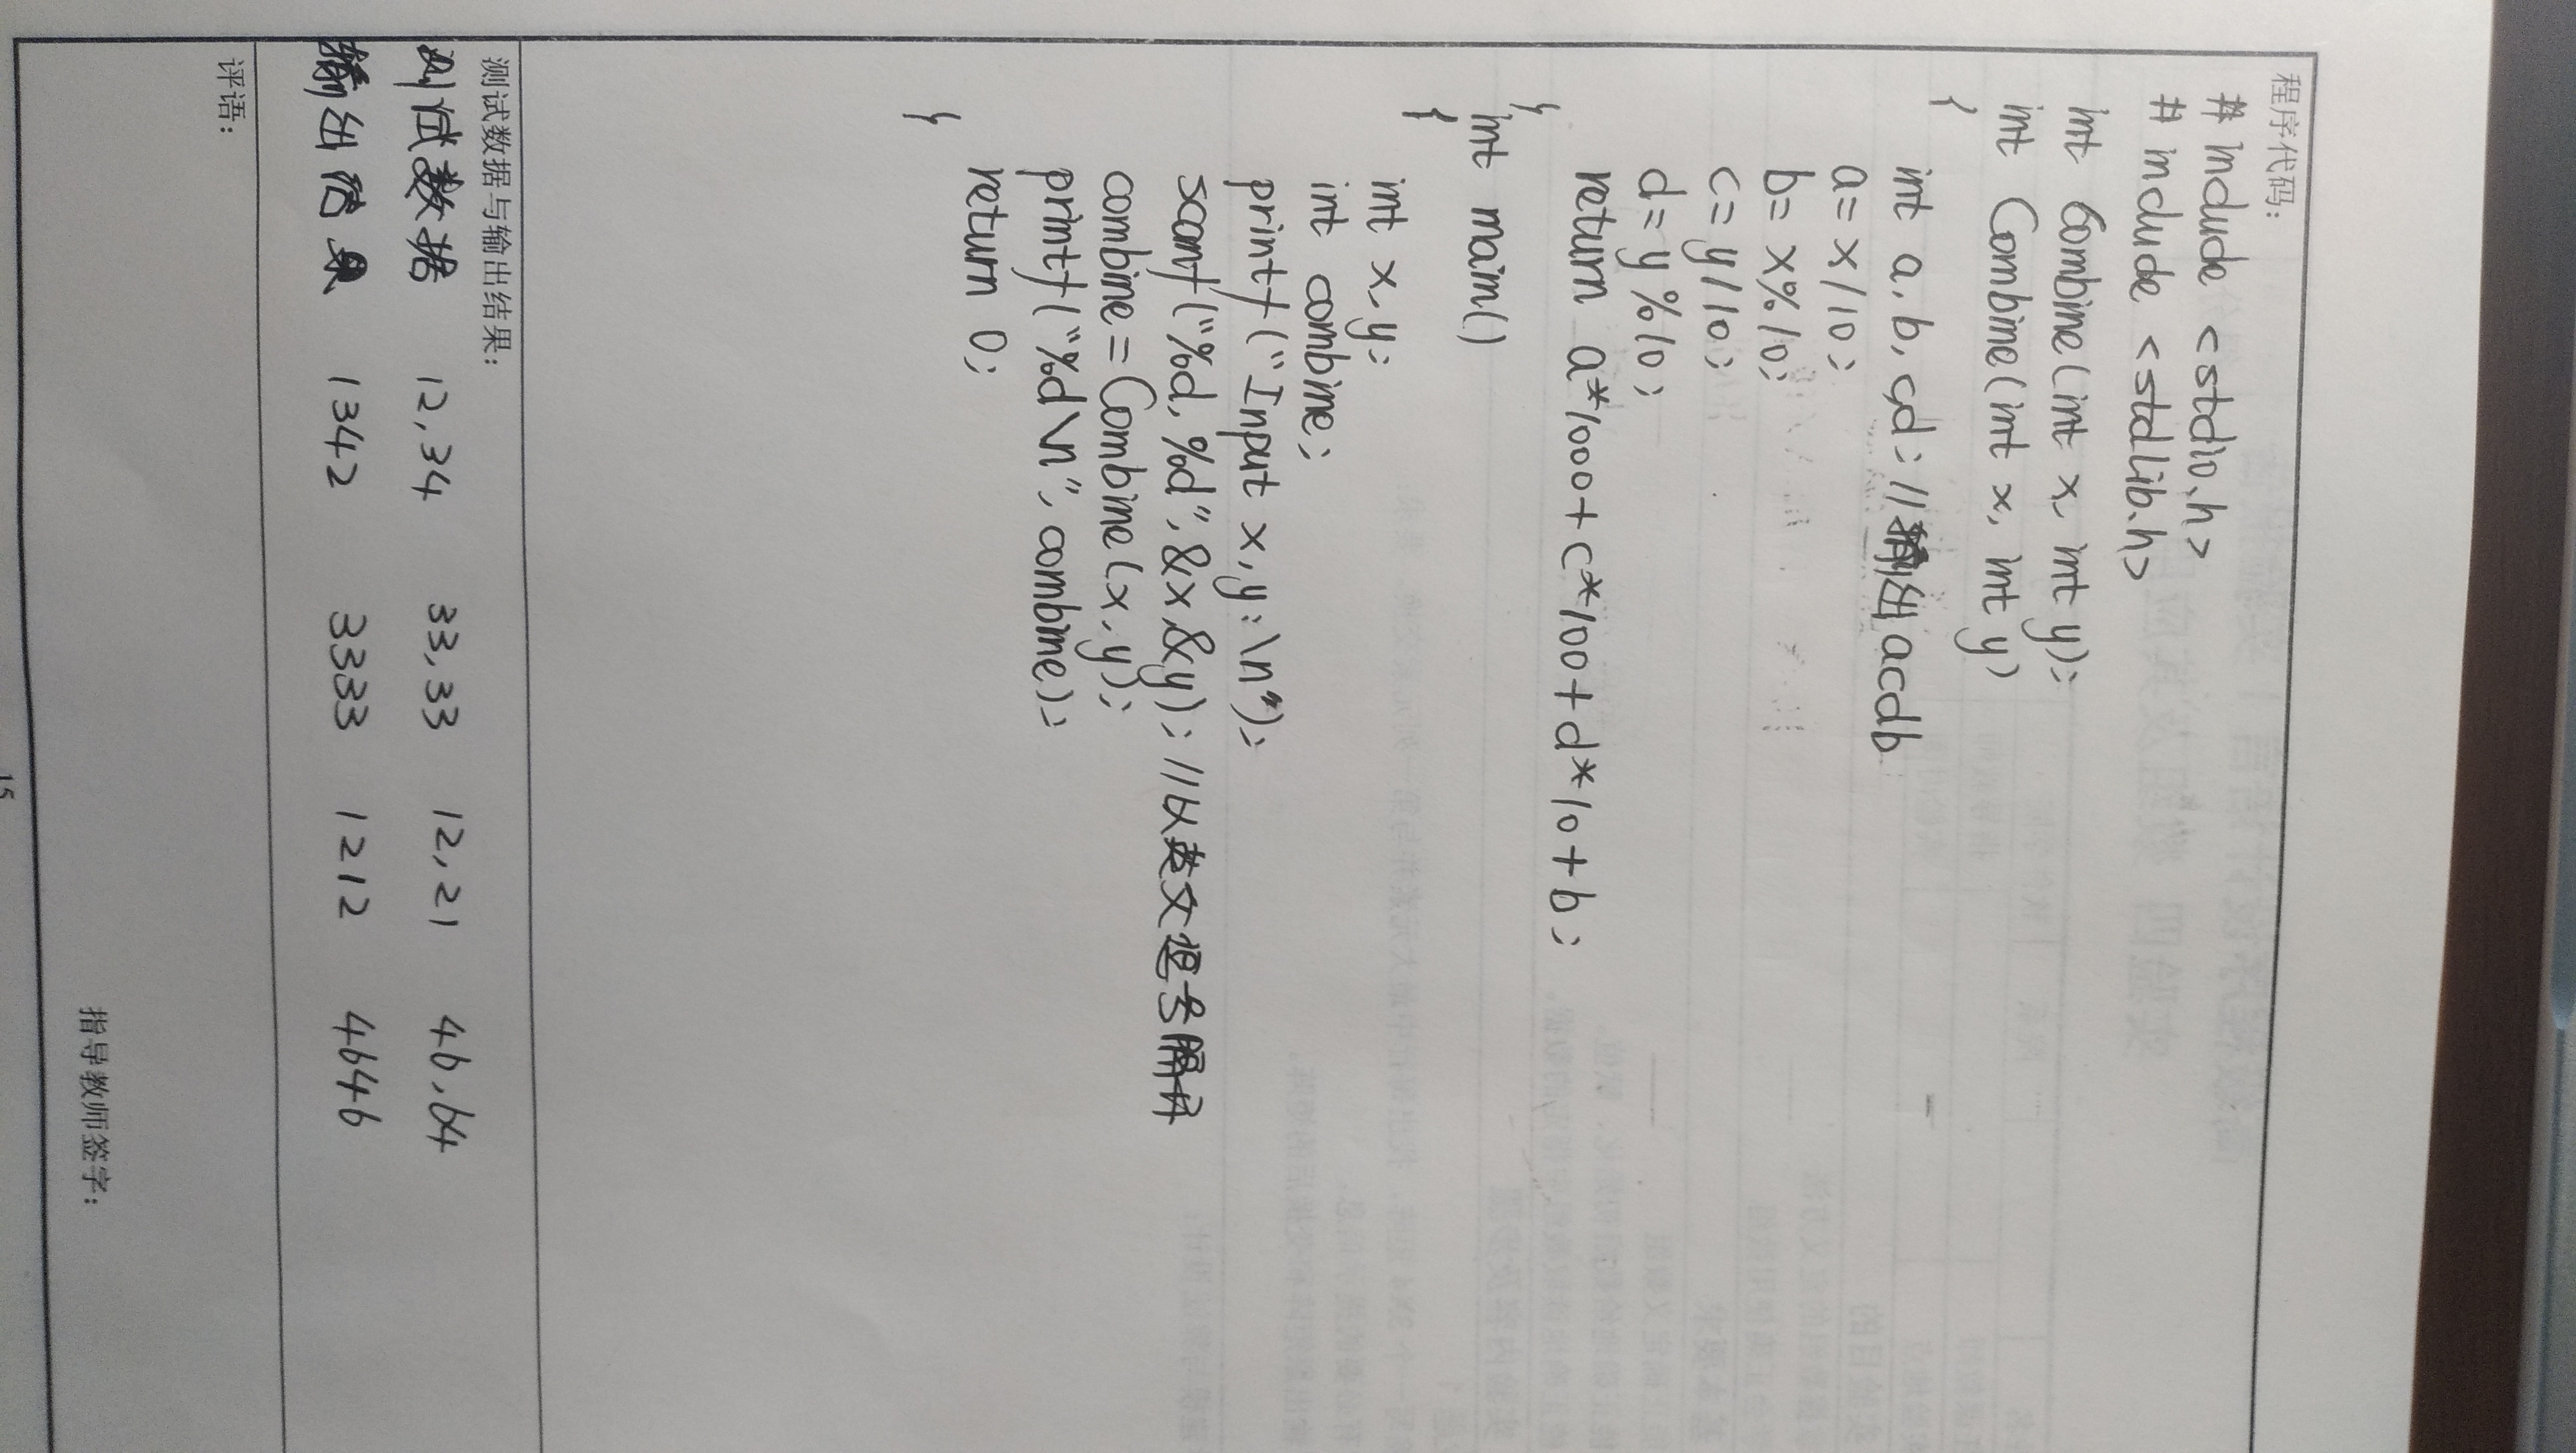 程序代码：
# include <stdio.h>
# include <stdlib.h>
int Combine(int x, int y);
int Combine(int x, int y)
{
int a, b, c,d; //输出acdb
a= x/10;
b= x%10;
c= y/10;
d= y%10;
return a*1000+c*100+d*10+b;
}
int main()
{
int x, y;
int combine;
printf("Input x,y:\n");
scanf("%d,%d",&x,&y); //以英文逗号隔开
combine=Combine(x,y);
printf("%d\n", combine);
return 0;
}
测试数据与输出结果：
测试数据 12,34 33,33 12,21 46,64
输出结果 1342 3333 1212 4646
评语：
指导教师签字：
15